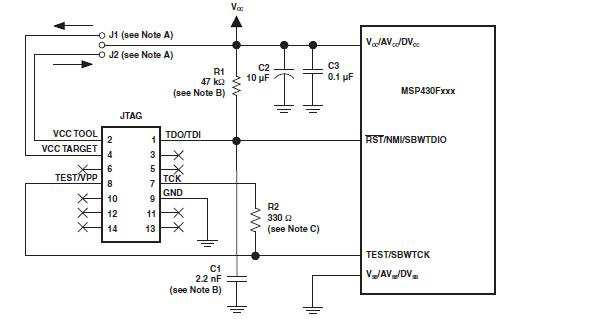 VCC
J1 (see Note A)
J2 (see Note A)
VCC/AVCC/DVCC
R1
47 kΩ
(see Note B)
C2
10 µF
C3
0.1 µF
MSP430Fxxx
JTAG
VCC TOOL
VCC TARGET
TEST/VPP
2
4
6
8
10
12
14
1
3
5
7
9
11
13
TDO/TDI
TCK
GND
RST/NMI/SBWTDIO
R2
330 Ω
(see Note C)
C1
2.2 nF
(see Note B)
TEST/SBWTCK
VSS/AVSS/DVSS